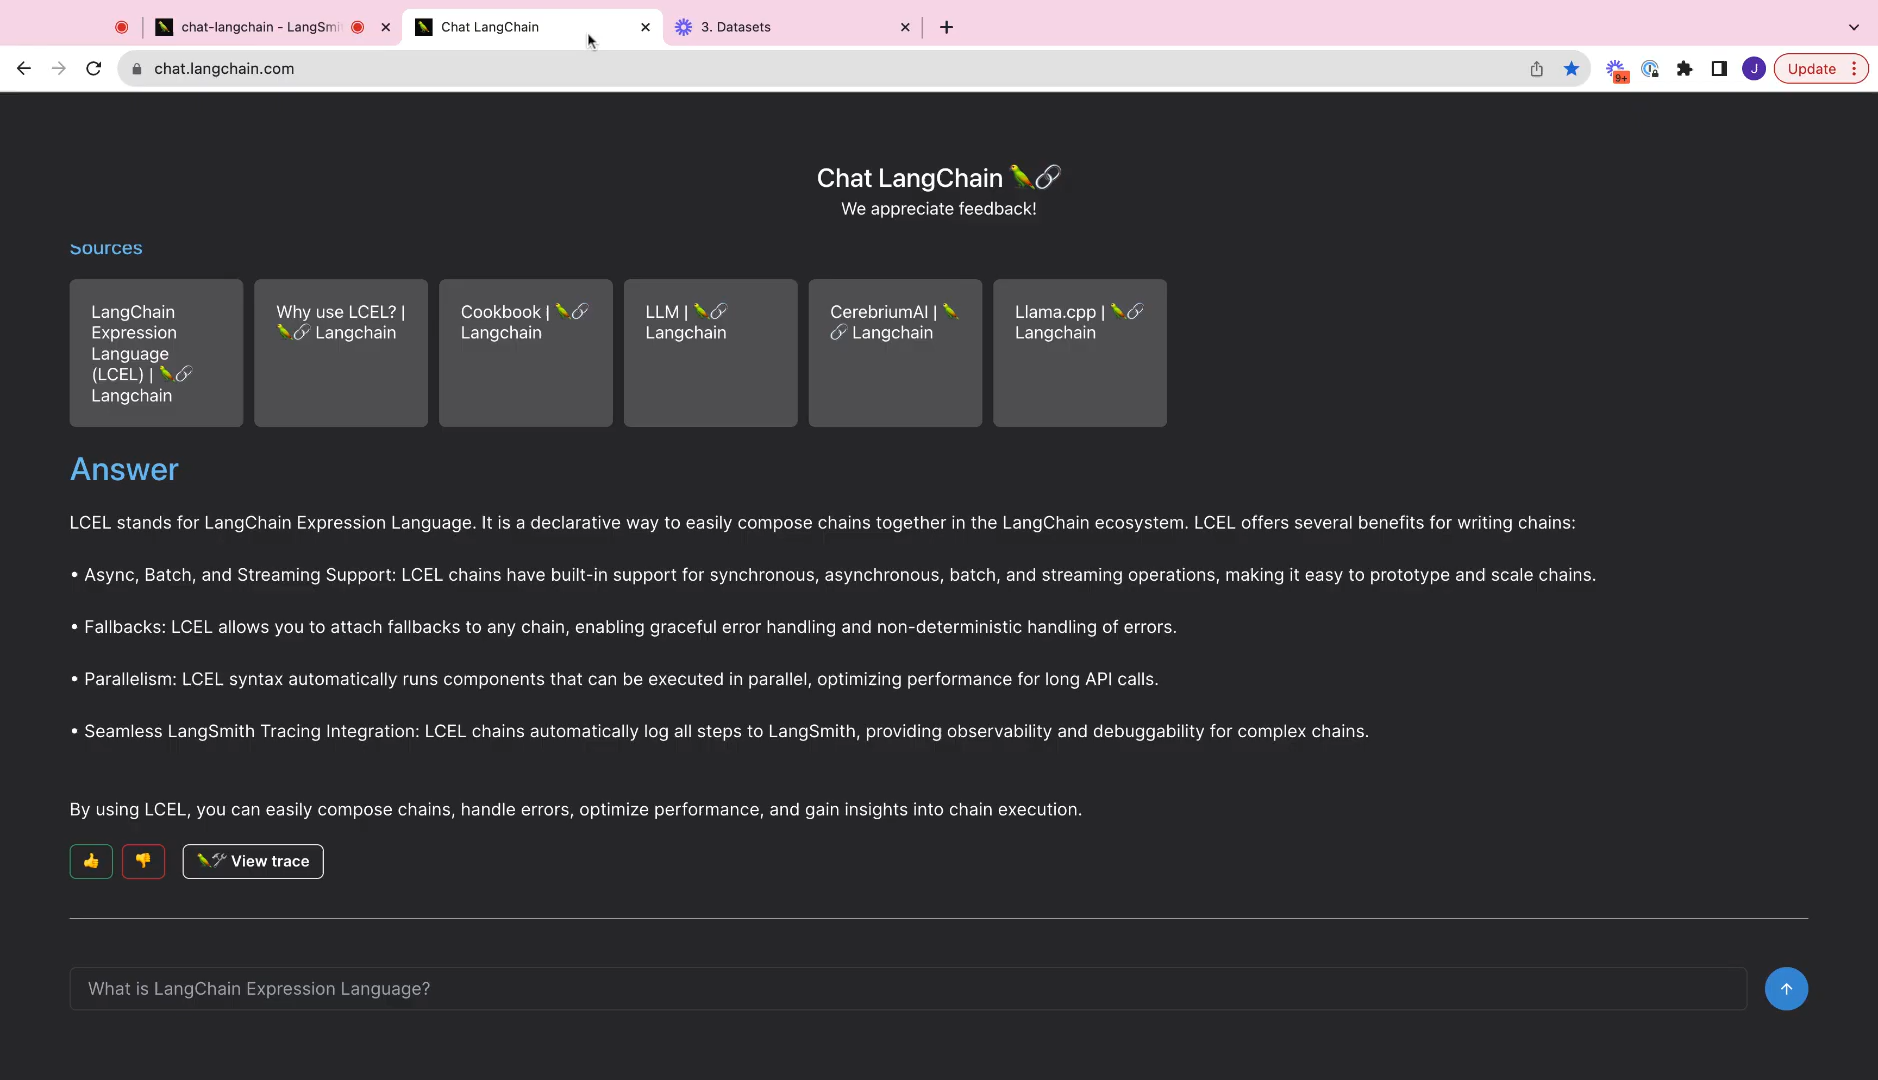 chat-langchain - LangSmi
Chat LangChain
3. Datasets
chat.langchain.com
9+
J
Update
Chat LangChain 🦜🔗
We appreciate feedback!
Sources
LangChain
Expression
Language
(LCEL) | 🦜🔗
Langchain
Why use LCEL? |
🦜🔗 Langchain
Cookbook | 🦜🔗
Langchain
LLM | 🦜🔗
Langchain
CerebriumAI | 🦜
🔗 Langchain
Llama.cpp | 🦜🔗
Langchain
Answer
LCEL stands for LangChain Expression Language. It is a declarative way to easily compose chains together in the LangChain ecosystem. LCEL offers several benefits for writing chains:
• Async, Batch, and Streaming Support: LCEL chains have built-in support for synchronous, asynchronous, batch, and streaming operations, making it easy to prototype and scale chains.
• Fallbacks: LCEL allows you to attach fallbacks to any chain, enabling graceful error handling and non-deterministic handling of errors.
• Parallelism: LCEL syntax automatically runs components that can be executed in parallel, optimizing performance for long API calls.
• Seamless LangSmith Tracing Integration: LCEL chains automatically log all steps to LangSmith, providing observability and debuggability for complex chains.
By using LCEL, you can easily compose chains, handle errors, optimize performance, and gain insights into chain execution.
👍 👎 🦜🛠️ View trace
What is LangChain Expression Language?